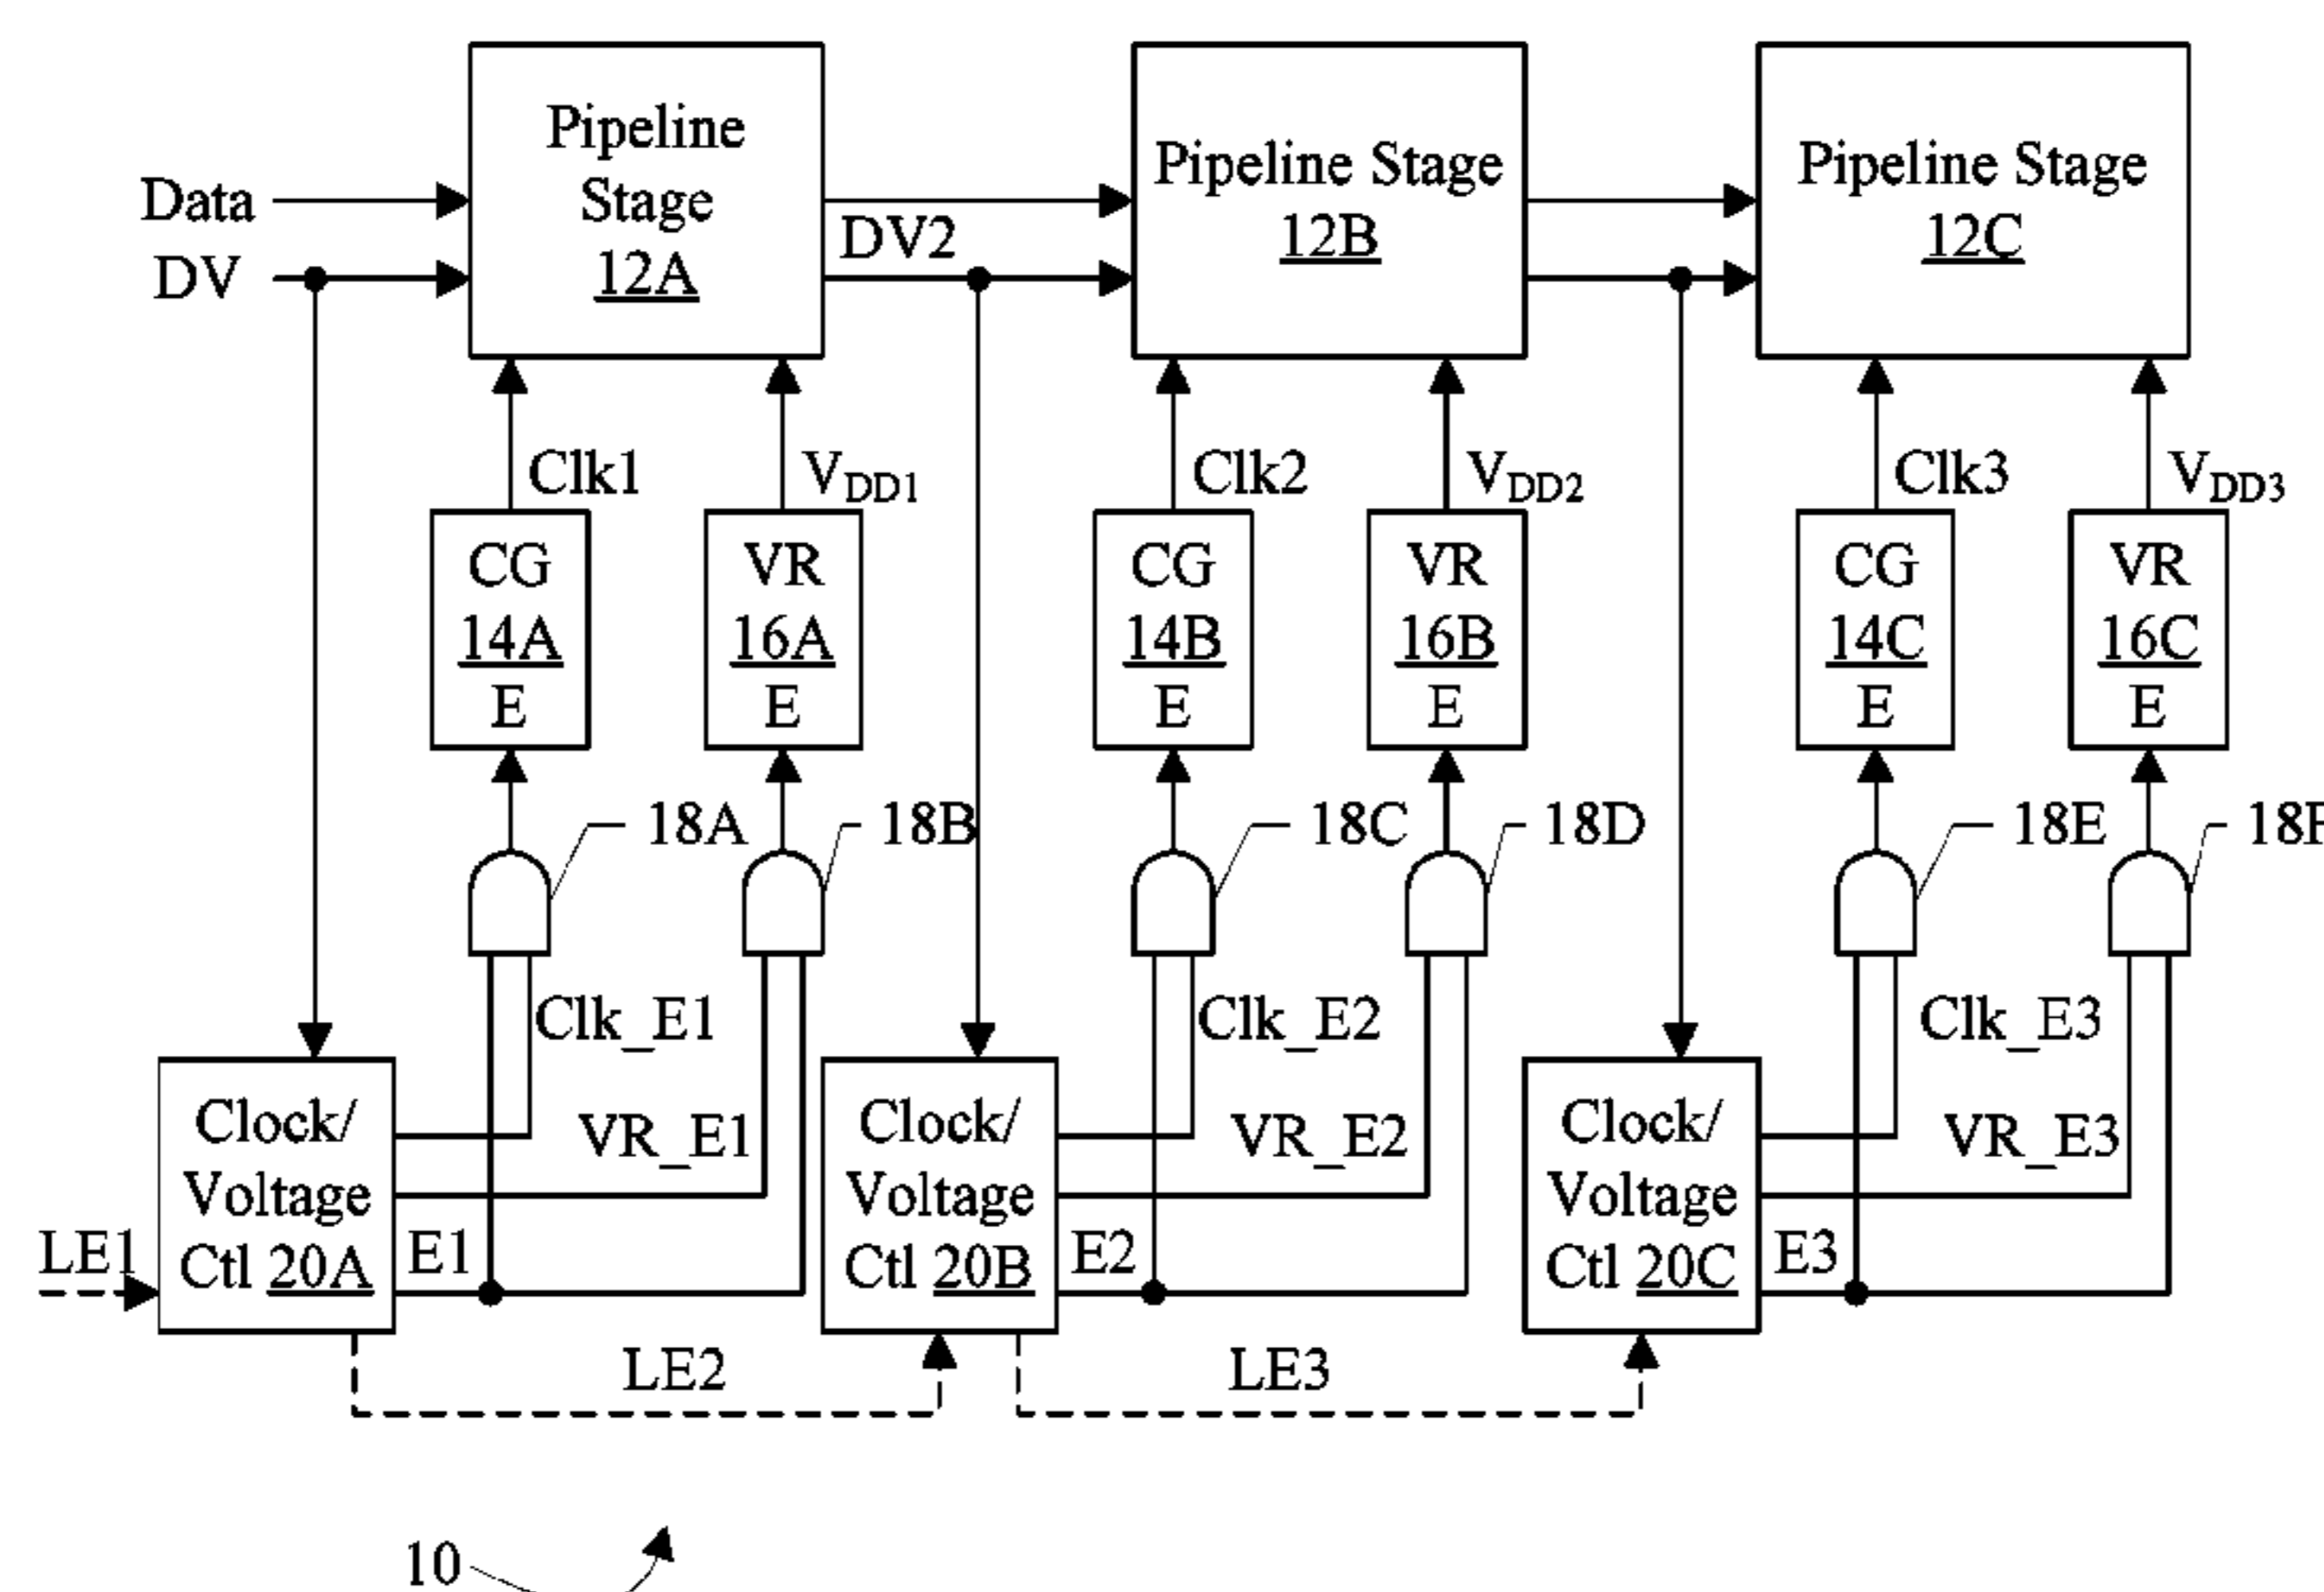 Pipeline
Stage
12A
Pipeline Stage
12B
Pipeline Stage
12C
Data
DV
DV2
Clk1
VDD1
Clk2
VDD2
Clk3
VDD3
CG
14A
E
VR
16A
E
CG
14B
E
VR
16B
E
CG
14C
E
VR
16C
E
18A
18B
18C
18D
18E
18F
Clk_E1
Clk_E2
Clk_E3
Clock/
Voltage
Ctl 20A
VR_E1
E1
LE1
Clock/
Voltage
Ctl 20B
VR_E2
E2
Clock/
Voltage
Ctl 20C
VR_E3
E3
LE2
LE3
10